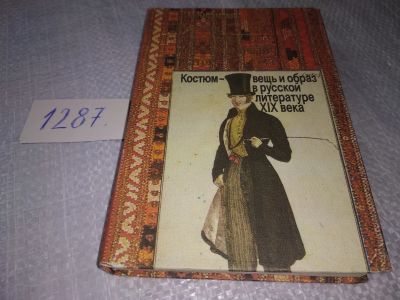 Костюм – вещь и образ
в русской
литературе
XIX века
1287.